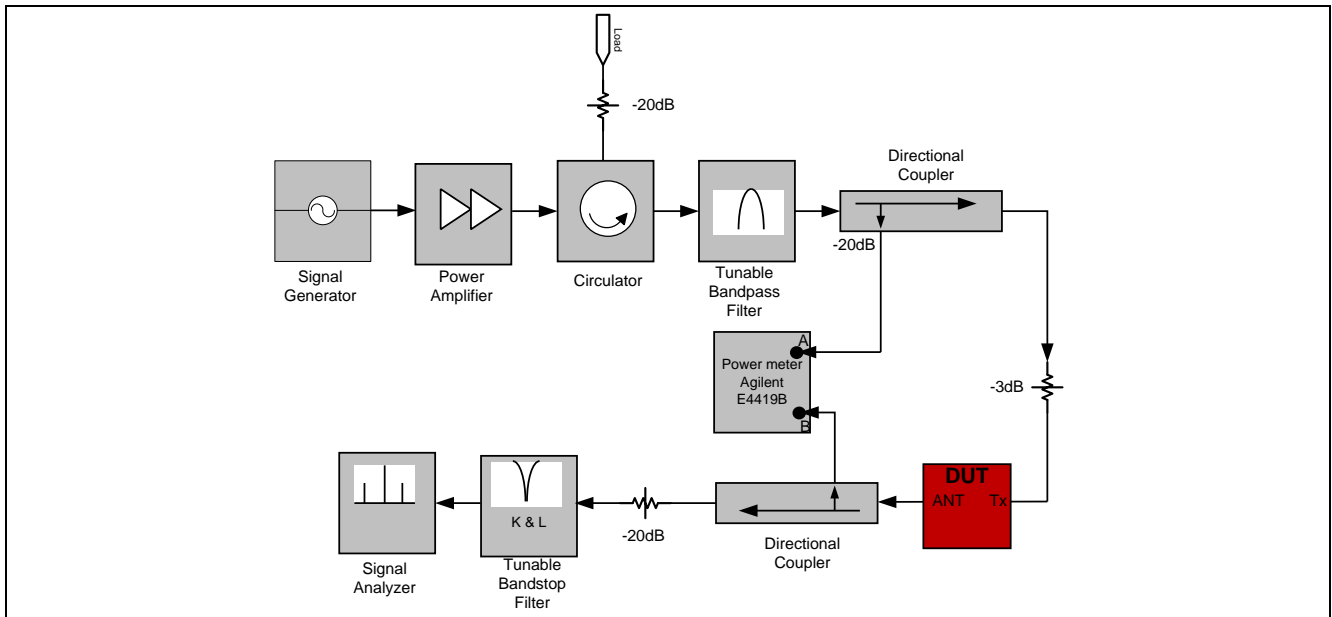 Load
-20dB
Directional
Coupler
-20dB
Signal
Generator
Power
Amplifier
Circulator
Tunable
Bandpass
Filter
A
Power meter
Agilent
E4419B
B
-3dB
DUT
ANT Tx
K & L
-20dB
Directional
Coupler
Signal
Analyzer
Tunable
Bandstop
Filter